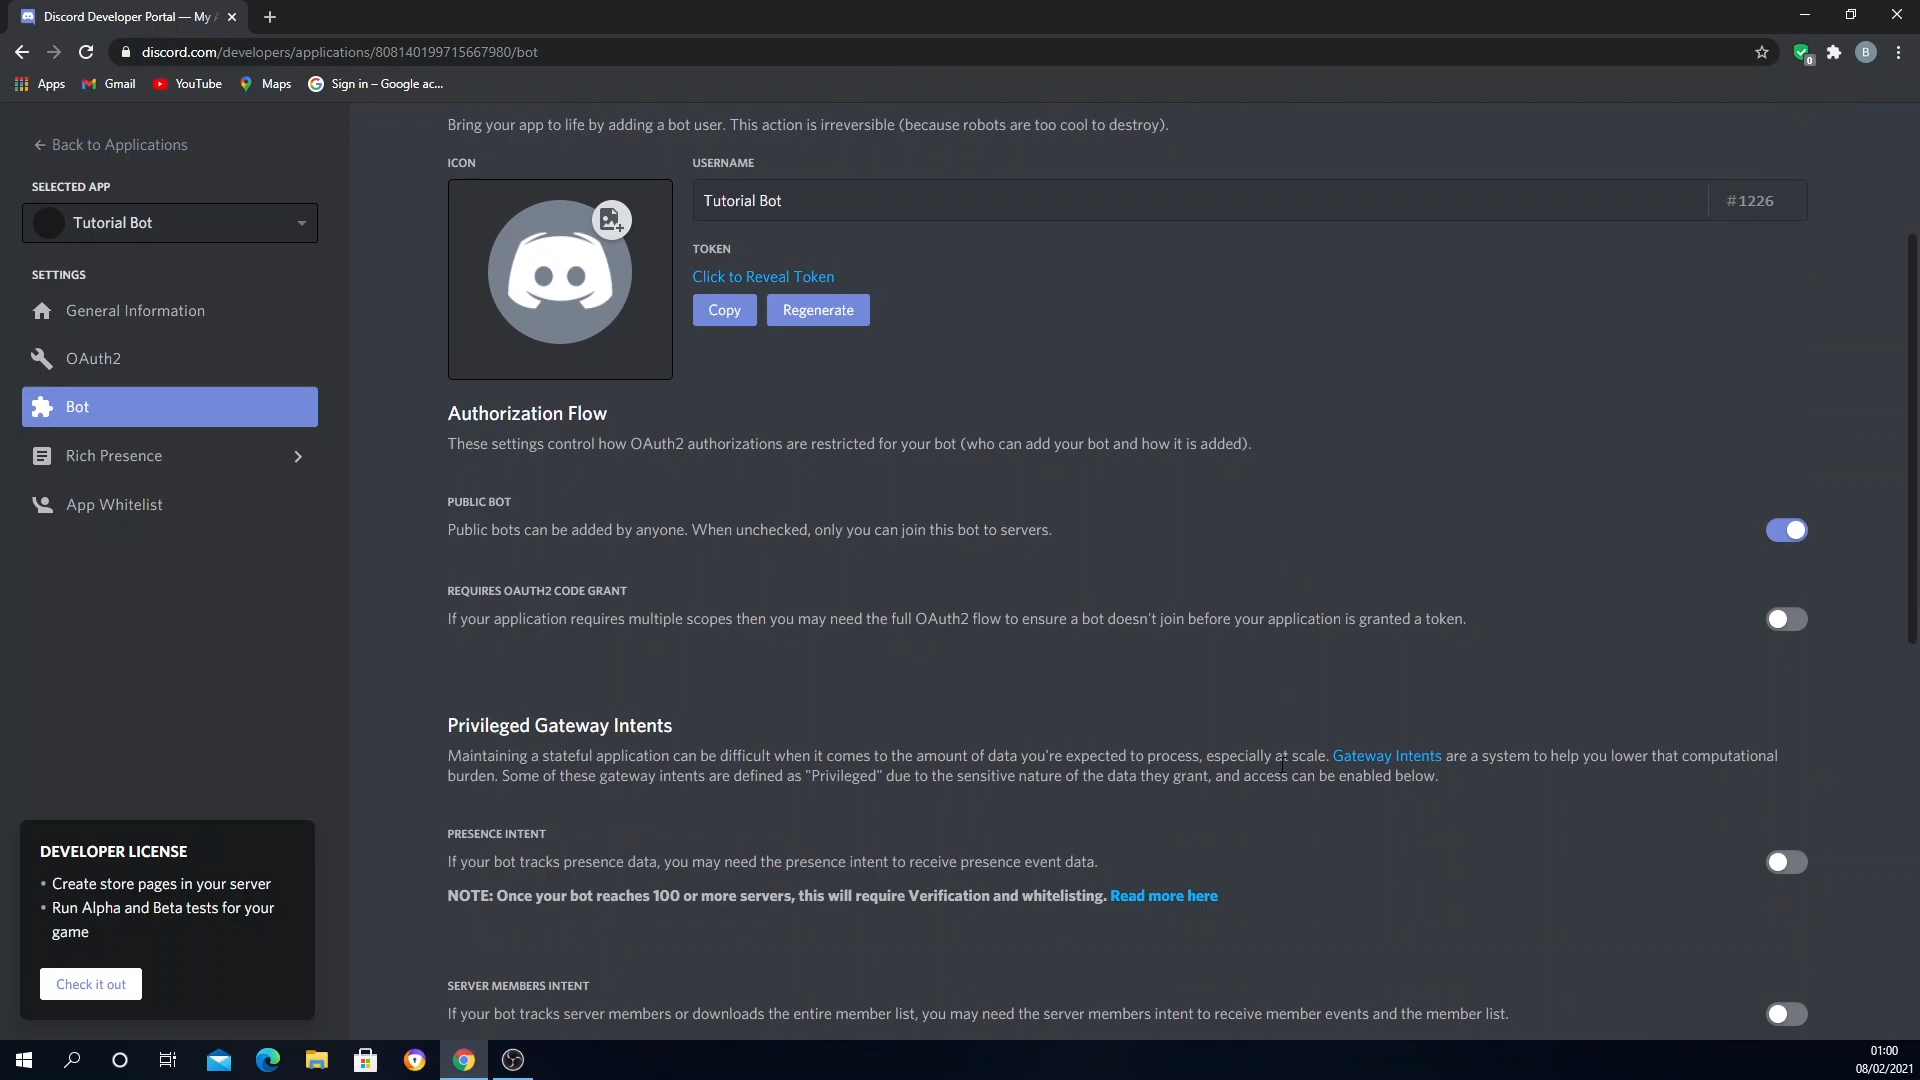 Discord Developer Portal — My A
discord.com/developers/applications/808140199715667980/bot
0
B
Apps
Gmail
YouTube
Maps
Sign in – Google ac...
Back to Applications
SELECTED APP
Tutorial Bot
SETTINGS
General Information
OAuth2
Bot
Rich Presence
App Whitelist
DEVELOPER LICENSE
• Create store pages in your server
• Run Alpha and Beta tests for your
game
Check it out
Bring your app to life by adding a bot user. This action is irreversible (because robots are too cool to destroy).
ICON
USERNAME
Tutorial Bot
#1226
TOKEN
Click to Reveal Token
Copy
Regenerate
Authorization Flow
These settings control how OAuth2 authorizations are restricted for your bot (who can add your bot and how it is added).
PUBLIC BOT
Public bots can be added by anyone. When unchecked, only you can join this bot to servers.
REQUIRES OAUTH2 CODE GRANT
If your application requires multiple scopes then you may need the full OAuth2 flow to ensure a bot doesn't join before your application is granted a token.
Privileged Gateway Intents
Maintaining a stateful application can be difficult when it comes to the amount of data you're expected to process, especially at scale. Gateway Intents are a system to help you lower that computational
burden. Some of these gateway intents are defined as "Privileged" due to the sensitive nature of the data they grant, and access can be enabled below.
PRESENCE INTENT
If your bot tracks presence data, you may need the presence intent to receive presence event data.
NOTE: Once your bot reaches 100 or more servers, this will require Verification and whitelisting. Read more here
SERVER MEMBERS INTENT
If your bot tracks server members or downloads the entire member list, you may need the server members intent to receive member events and the member list.
01:00
08/02/2021